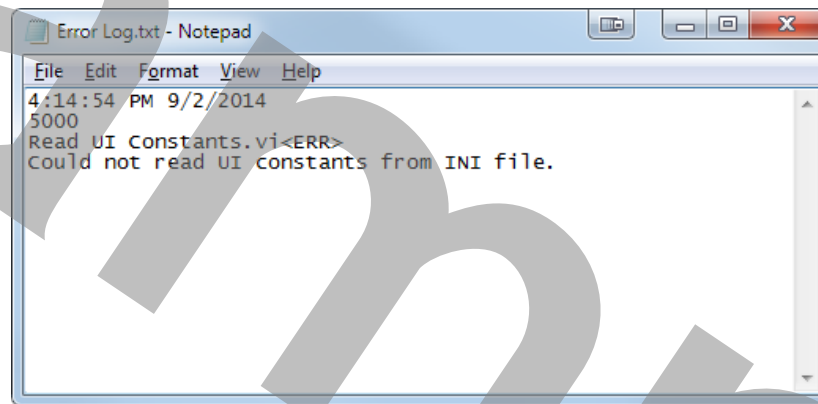 Error Log.txt - Notepad
File Edit Format View Help
4:14:54 PM 9/2/2014
5000
Read UI Constants.vi<ERR>
Could not read UI constants from INI file.